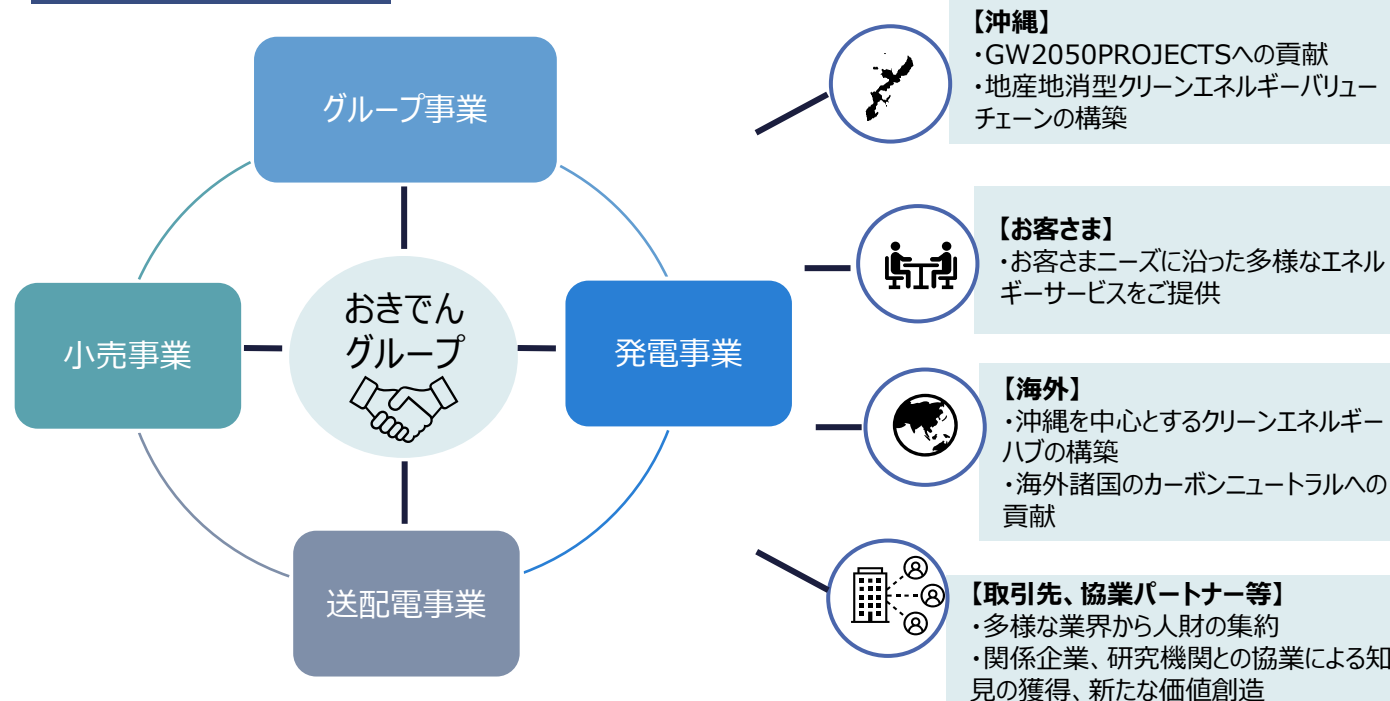 グループ事業
小売事業
おきでん
グループ
発電事業
送配電事業
【沖縄】
・GW2050PROJECTSへの貢献
・地産地消型クリーンエネルギーバリュー
チェーンの構築
【お客さま】
・お客さまニーズに沿った多様なエネル
ギーサービスをご提供
【海外】
・沖縄を中心とするクリーンエネルギー
ハブの構築
・海外諸国のカーボンニュートラルへの
貢献
【取引先、協業パートナー等】
・多様な業界から人財の集約
・関係企業、研究機関との協業による知
見の獲得、新たな価値創造